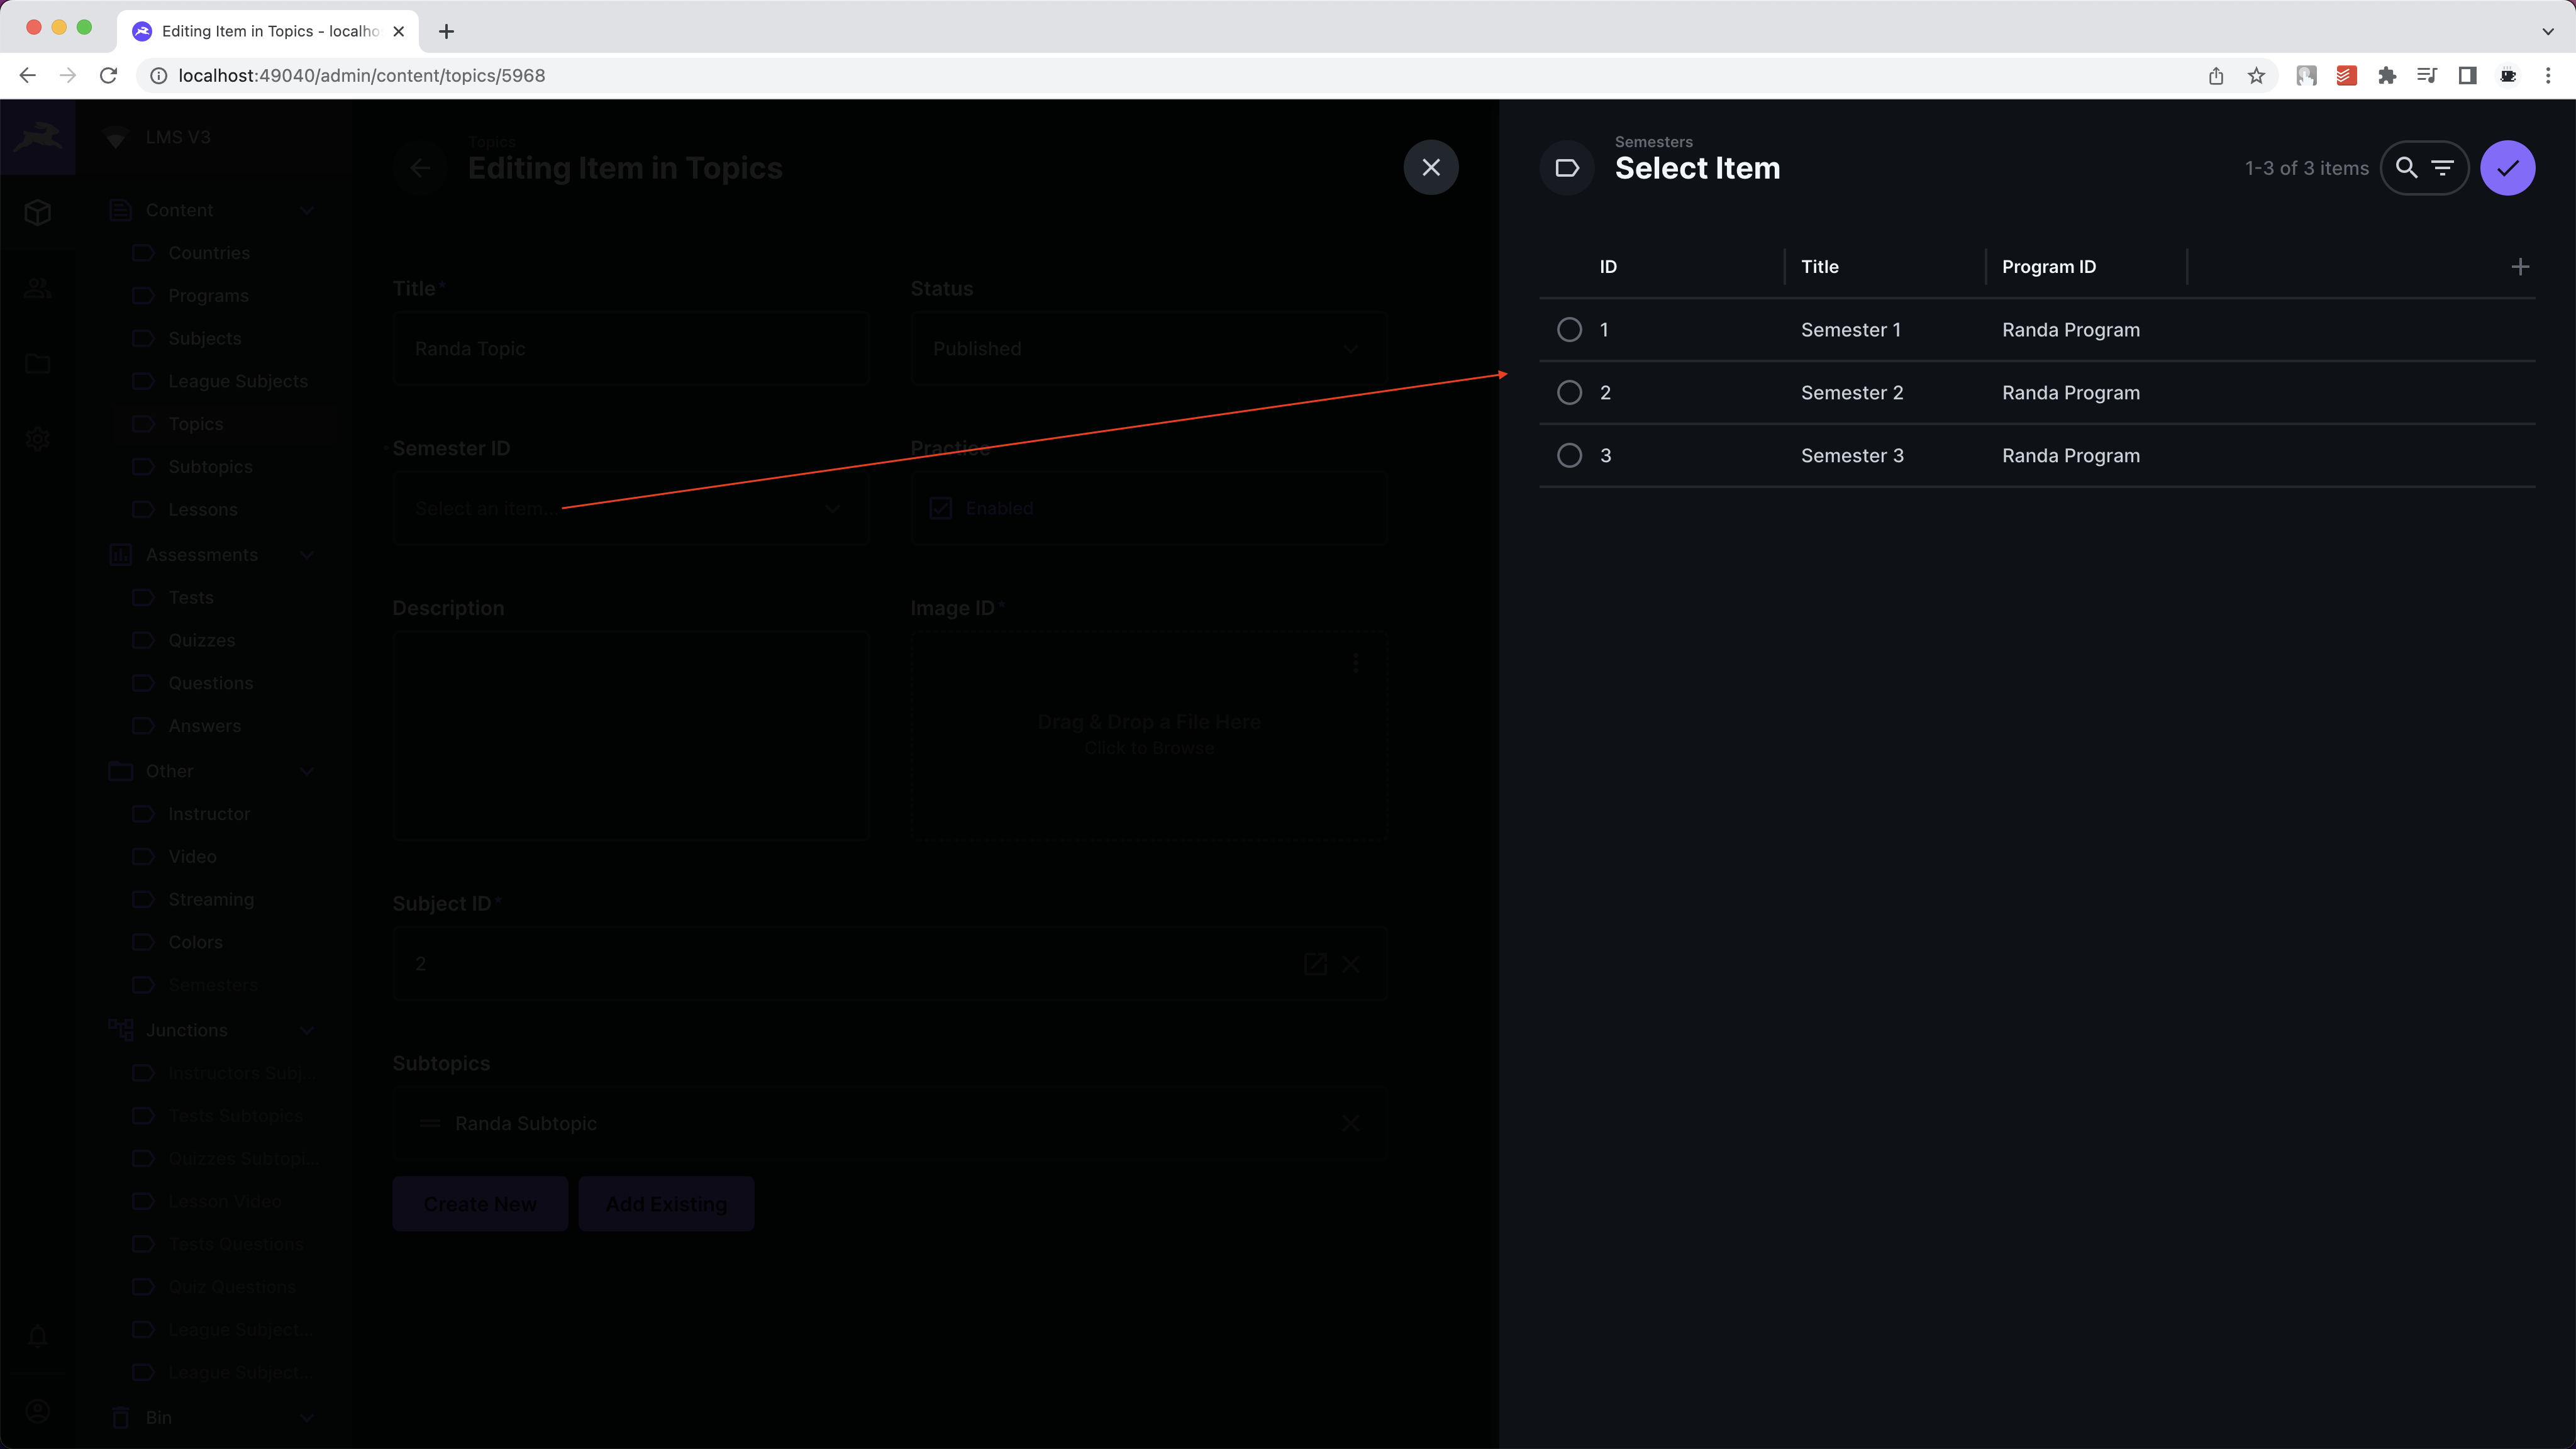 Editing Item in Topics - localho
localhost:49040/admin/content/topics/5968
LMS V3
Content
Countries
Programs
Subjects
League Subjects
Topics
Subtopics
Lessons
Assessments
Tests
Quizzes
Questions
Answers
Other
Instructor
Video
Streaming
Colors
Semesters
Junctions
Instructors Subj...
Tests Subtopics
Quizzes Subtopi...
Lesson Video
Tests Questions
Quiz Questions
League Subject...
League Subject...
Bin
Topics
Editing Item in Topics
Title*
Randa Topic
Status
Published
Semester ID
Select an item...
Practice
Enabled
Description
Image ID*
Drag & Drop a File Here
Click to Browse
Subject ID*
2
Subtopics
Randa Subtopic
Create New
Add Existing
Semesters
Select Item
1-3 of 3 items
ID Title Program ID
1 Semester 1 Randa Program
2 Semester 2 Randa Program
3 Semester 3 Randa Program